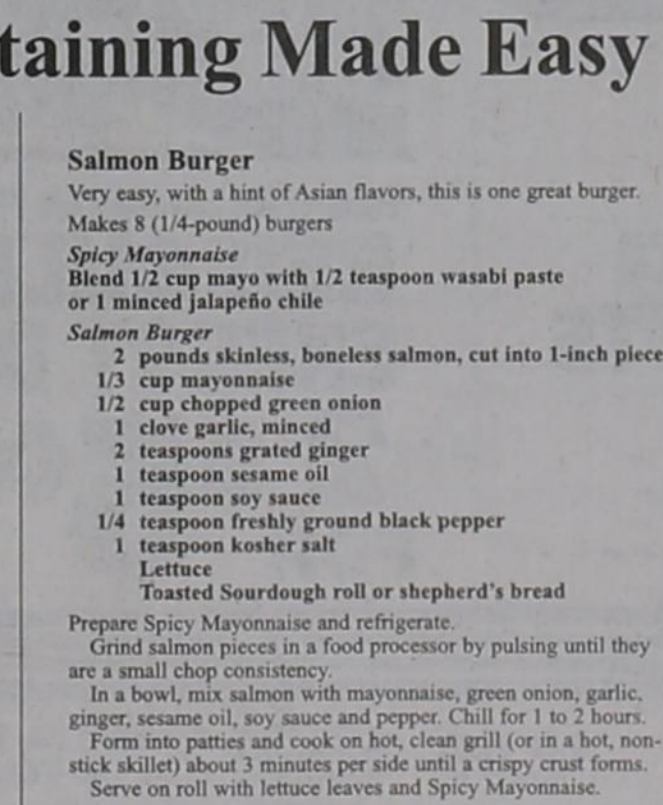 taining Made Easy
Salmon Burger
Very easy, with a hint of Asian flavors, this is one great burger.
Makes 8 (1/4-pound) burgers
Spicy Mayonnaise
Blend 1/2 cup mayo with 1/2 teaspoon wasabi paste
or 1 minced jalapeño chile
Salmon Burger
2 pounds skinless, boneless salmon, cut into 1-inch piece
1/3 cup mayonnaise
1/2 cup chopped green onion
1 clove garlic, minced
2 teaspoons grated ginger
1 teaspoon sesame oil
1 teaspoon soy sauce
1/4 teaspoon freshly ground black pepper
1 teaspoon kosher salt
Lettuce
Toasted Sourdough roll or shepherd's bread
Prepare Spicy Mayonnaise and refrigerate.
Grind salmon pieces in a food processor by pulsing until they
are a small chop consistency.
In a bowl, mix salmon with mayonnaise, green onion, garlic,
ginger, sesame oil, soy sauce and pepper. Chill for 1 to 2 hours.
Form into patties and cook on hot, clean grill (or in a hot, non-
stick skillet) about 3 minutes per side until a crispy crust forms.
Serve on roll with lettuce leaves and Spicy Mayonnaise.